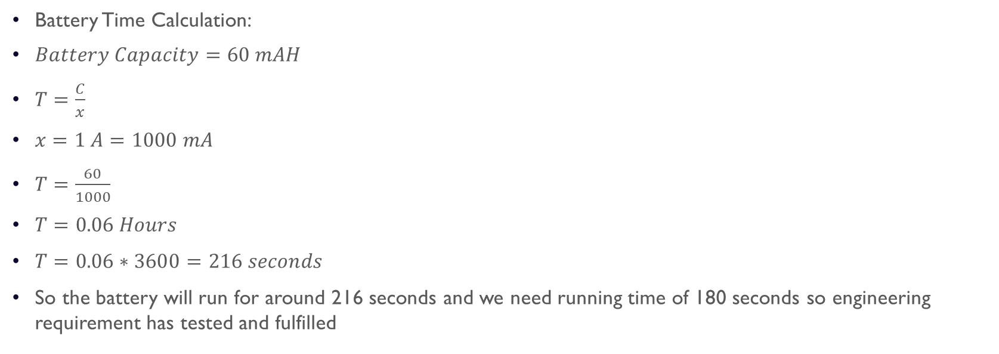 • Battery Time Calculation:
• Battery Capacity = 60 mAH
• T = C/x
• x = 1 A = 1000 mA
• T = 60/1000
• T = 0.06 Hours
• T = 0.06 * 3600 = 216 seconds
• So the battery will run for around 216 seconds and we need running time of 180 seconds so engineering
requirement has tested and fulfilled